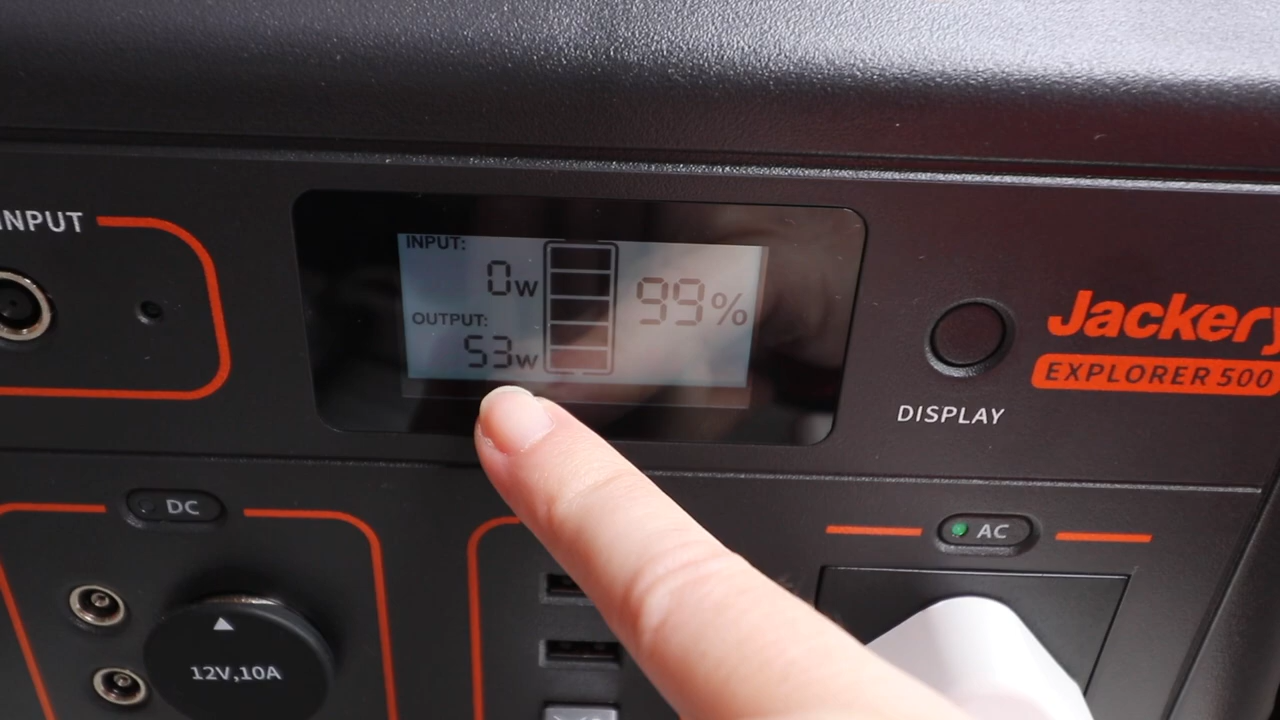 INPUT
INPUT:
0w
99%
OUTPUT:
53w
Jackery
EXPLORER 500
DISPLAY
DC
AC
12V,10A